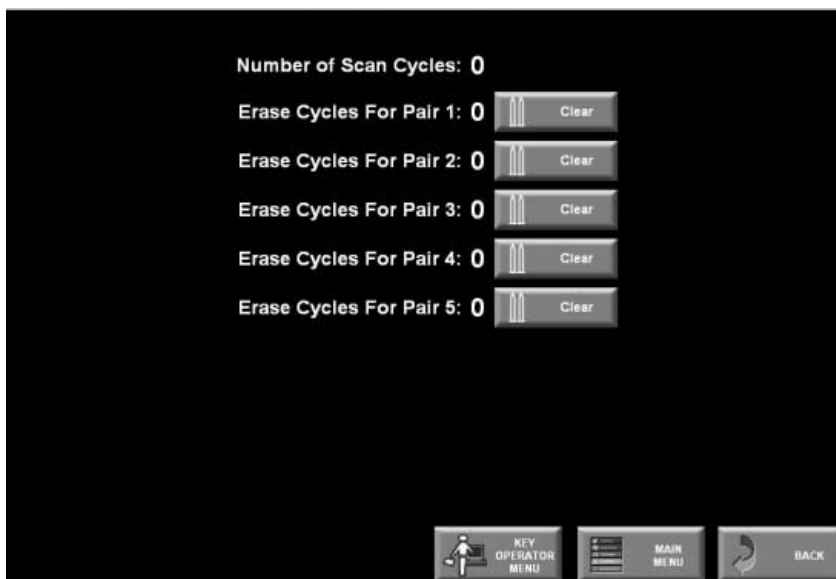 Number of Scan Cycles: 0
Erase Cycles For Pair 1: 0 Clear
Erase Cycles For Pair 2: 0 Clear
Erase Cycles For Pair 3: 0 Clear
Erase Cycles For Pair 4: 0 Clear
Erase Cycles For Pair 5: 0 Clear
KEY
OPERATOR
MENU
MAIN
MENU
BACK